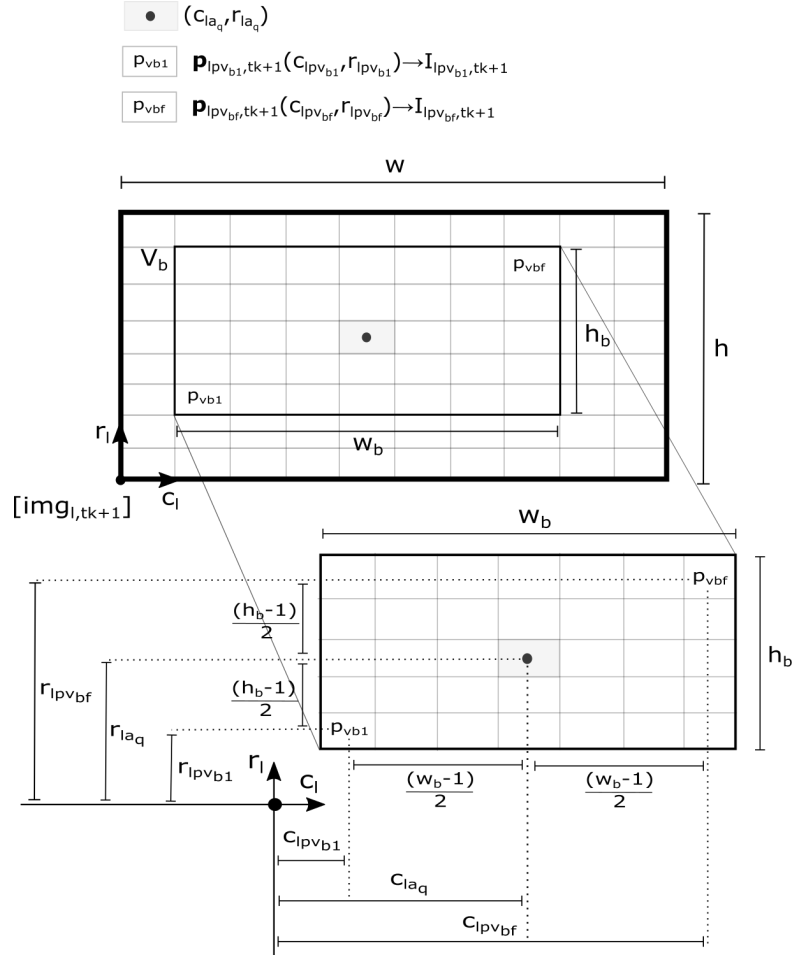 (c_{la_q},r_{la_q})
p_{vb1} p_{lpv_{b1},tk+1}(c_{lpv_{b1}},r_{lpv_{b1}})→I_{lpv_{b1},tk+1}
p_{vbf} p_{lpv_{bf},tk+1}(c_{lpv_{bf}},r_{lpv_{bf}})→I_{lpv_{bf},tk+1}
w
V_b
p_{vbf}
h_b
h
p_{vb1}
w_b
r_l
c_l
[img_{l,tk+1}]
w_b
p_{vbf}
(h_b-1)
2
h_b
r_{lpv_{bf}}
(h_b-1)
2
r_{la_q}
p_{vb1}
r_{lpv_{b1}}
r_l
c_l
(w_b-1)
2
(w_b-1)
2
c_{lpv_{b1}}
c_{la_q}
c_{lpv_{bf}}